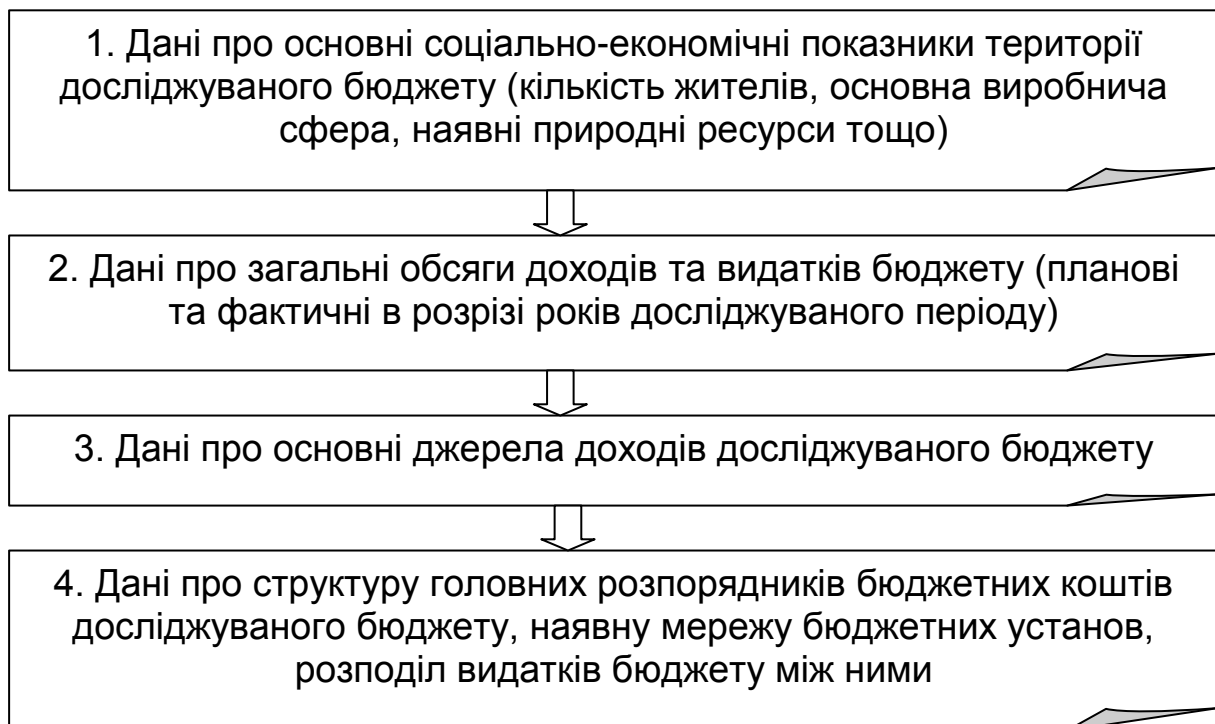 1. Дані про основні соціально-економічні показники території
досліджуваного бюджету (кількість жителів, основна виробнича
сфера, наявні природні ресурси тощо)
2. Дані про загальні обсяги доходів та видатків бюджету (планові
та фактичні в розрізі років досліджуваного періоду)
3. Дані про основні джерела доходів досліджуваного бюджету
4. Дані про структуру головних розпорядників бюджетних коштів
досліджуваного бюджету, наявну мережу бюджетних установ,
розподіл видатків бюджету між ними